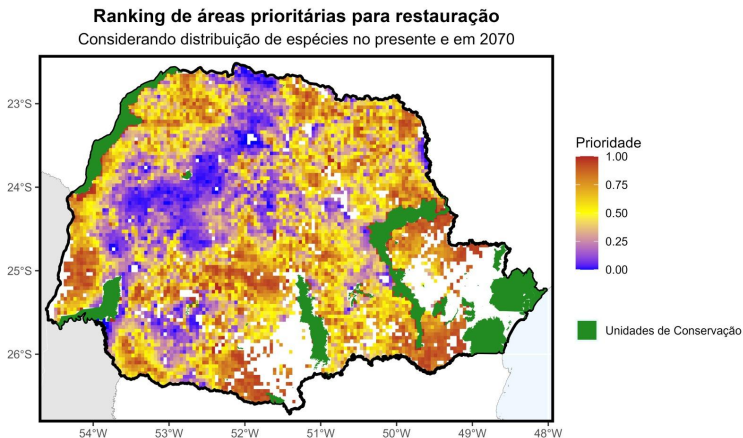 Ranking de áreas prioritárias para restauração
Considerando distribuição de espécies no presente e em 2070
23°S
24°S
25°S
26°S
54°W
53°W
52°W
51°W
50°W
49°W
48°W
Prioridade
1.00
0.75
0.50
0.25
0.00
Unidades de Conservação